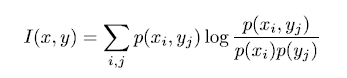 I(x, y) = \sum_{i,j} p(x_i, y_j) \log \frac{p(x_i, y_j)}{p(x_i)p(y_j)}